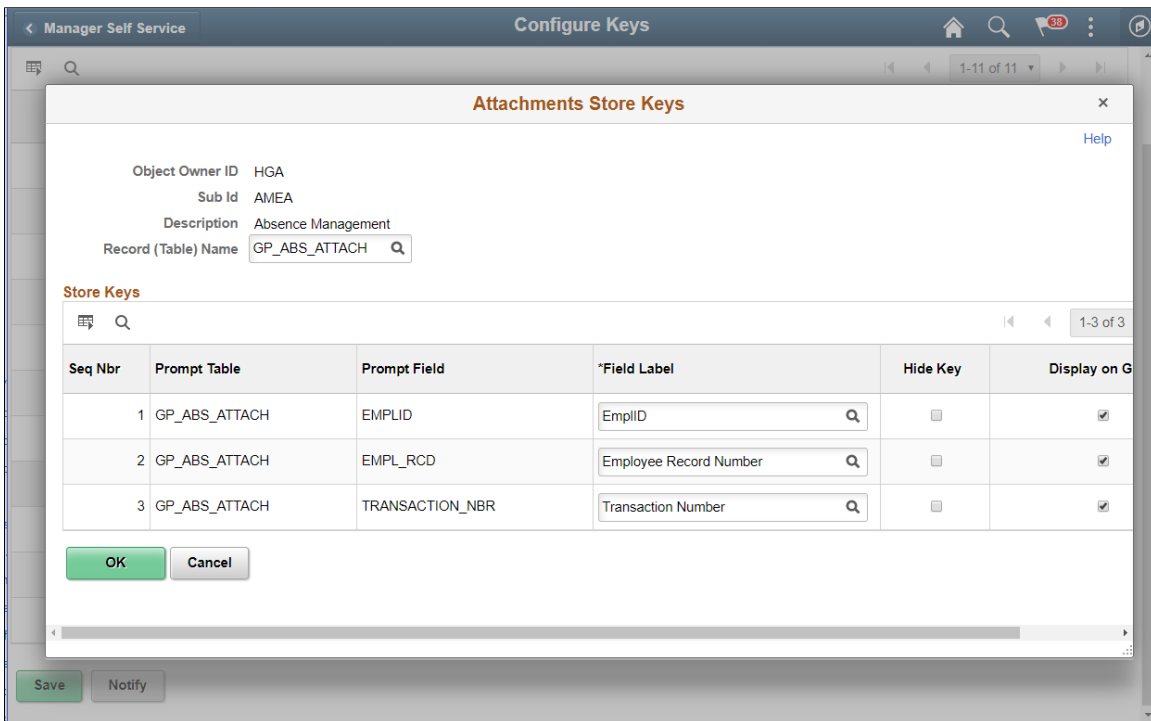 Manager Self Service
Configure Keys
38
1-11 of 11
Attachments Store Keys
×
Help
Object Owner ID HGA
Sub Id AMEA
Description Absence Management
Record (Table) Name GP_ABS_ATTACH
Store Keys
1-3 of 3
Seq Nbr Prompt Table Prompt Field *Field Label Hide Key Display on G
1 GP_ABS_ATTACH EMPLID EmplID
2 GP_ABS_ATTACH EMPL_RCD Employee Record Number
3 GP_ABS_ATTACH TRANSACTION_NBR Transaction Number
OK Cancel
Save Notify